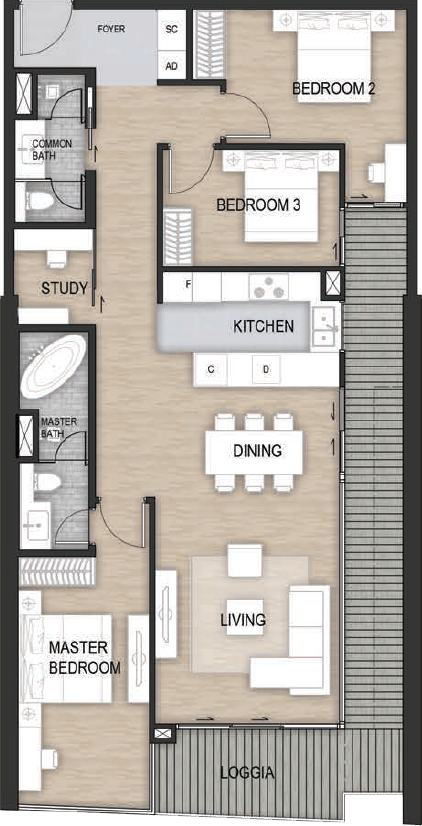 FOYER
SC
AD
BEDROOM 2
COMMON
BATH
BEDROOM 3
STUDY
F
KITCHEN
C
D
MASTER
BATH
DINING
LIVING
MASTER
BEDROOM
LOGGIA